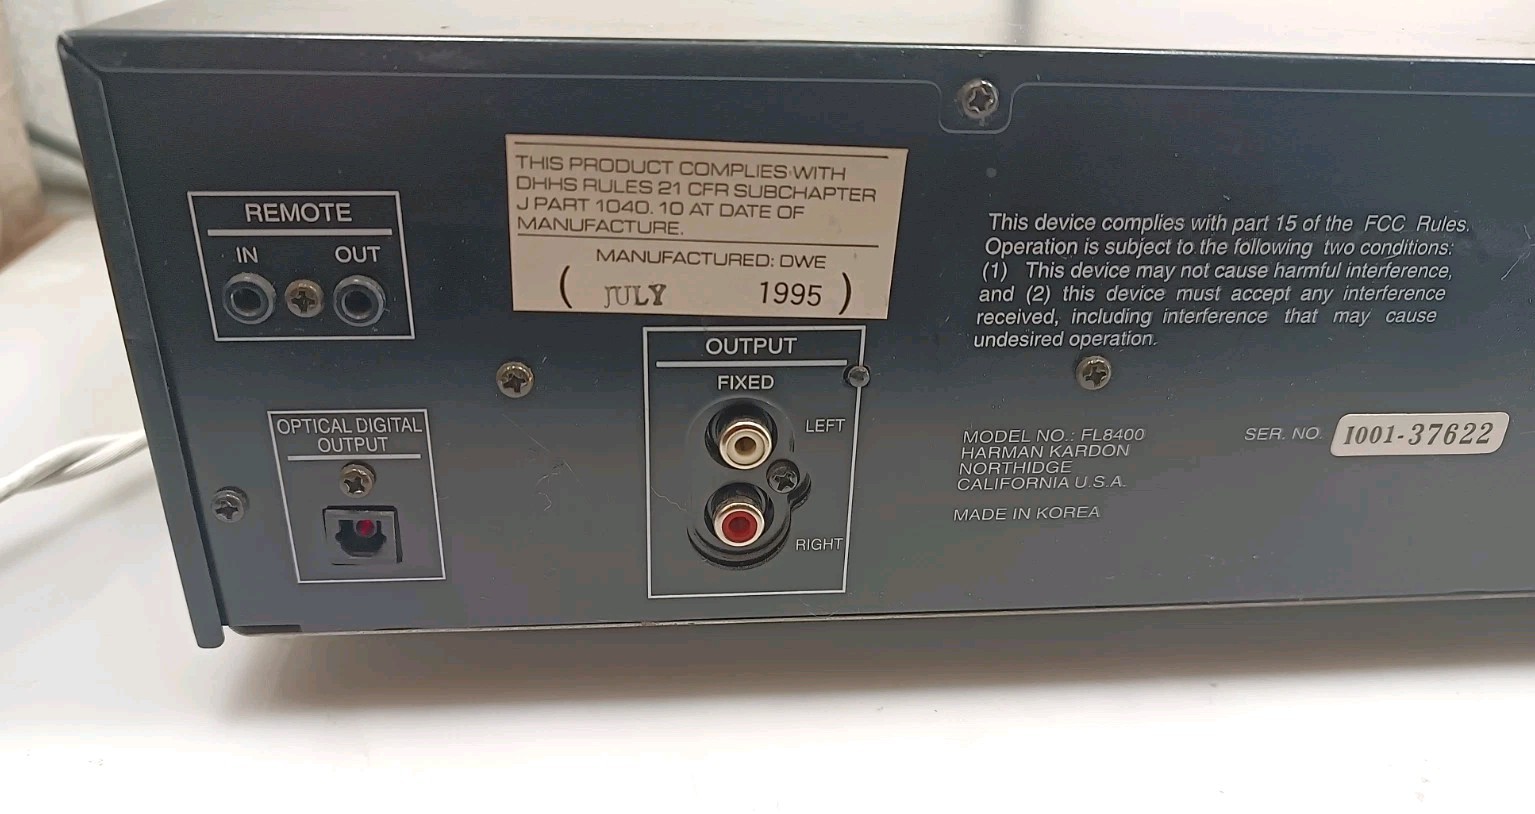 REMOTE
IN
OUT
THIS PRODUCT COMPLIES WITH
DHHS RULES 21 CFR SUBCHAPTER
J PART 1040.10 AT DATE OF
MANUFACTURE.
MANUFACTURED: DWE
( JULY 1995 )
This device complies with part 15 of the FCC Rules.
Operation is subject to the following two conditions:
(1) This device may not cause harmful interference,
and (2) this device must accept any interference
received, including interference that may cause
undesired operation.
OUTPUT
FIXED
LEFT
RIGHT
OPTICAL DIGITAL
OUTPUT
MODEL NO.: FL8400
HARMAN KARDON
NORTHIDGE
CALIFORNIA U.S.A.
MADE IN KOREA
SER. NO. I001-37622